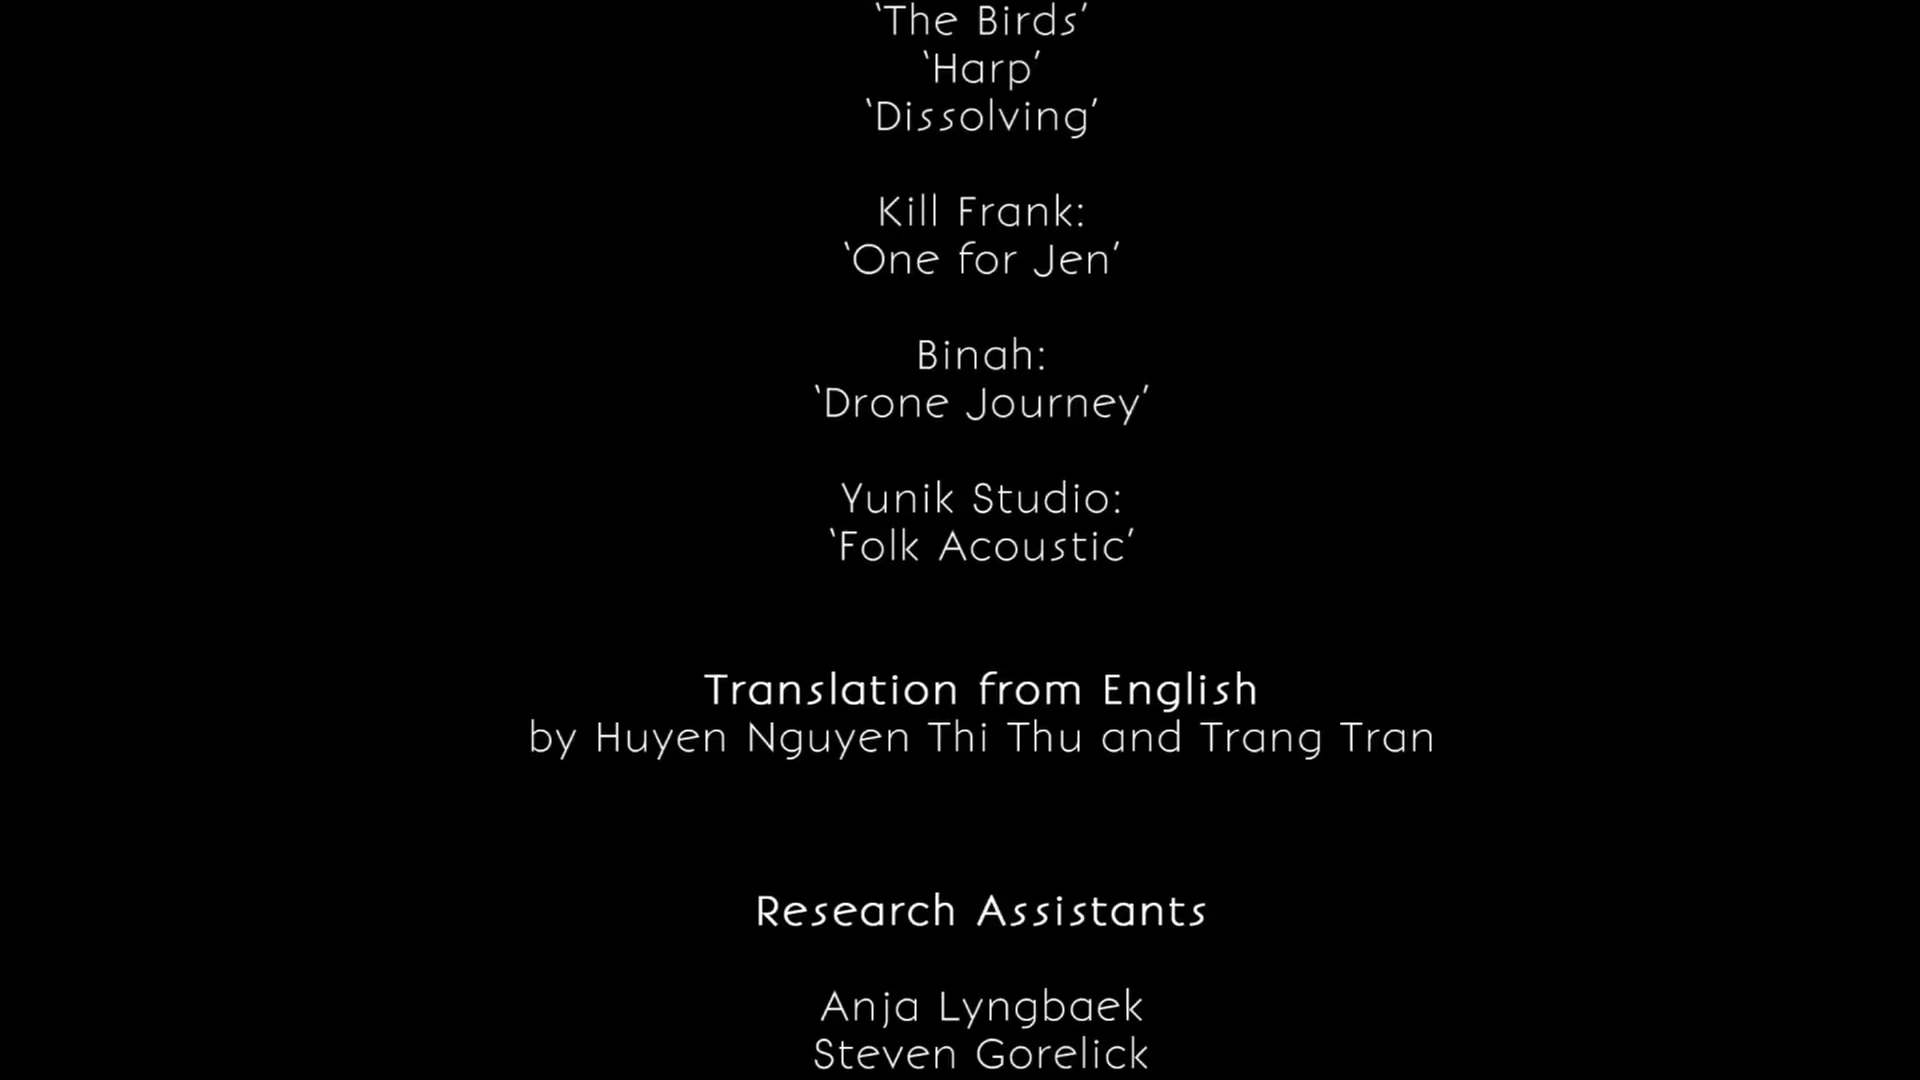 ‘The Birds’
‘Harp’
‘Dissolving’
Kill Frank:
‘One for Jen’
Binah:
‘Drone Journey’
Yunik Studio:
‘Folk Acoustic’
Translation from English
by Huyen Nguyen Thi Thu and Trang Tran
Research Assistants
Anja Lyngbaek
Steven Gorelick